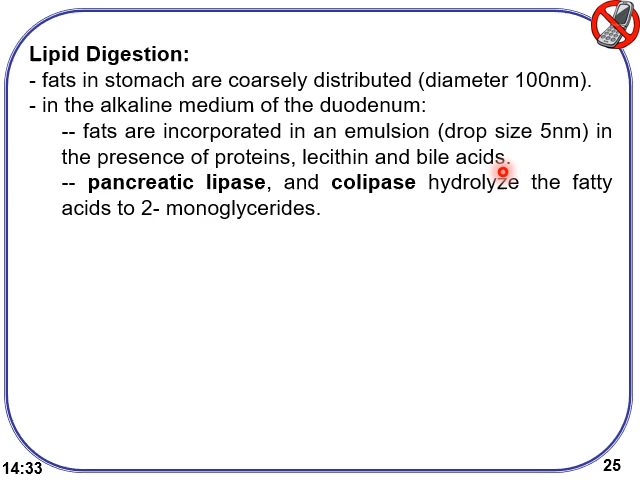 Lipid Digestion:
- fats in stomach are coarsely distributed (diameter 100nm).
- in the alkaline medium of the duodenum:
-- fats are incorporated in an emulsion (drop size 5nm) in
the presence of proteins, lecithin and bile acids.
-- pancreatic lipase, and colipase hydrolyze the fatty
acids to 2- monoglycerides.
14:33
25